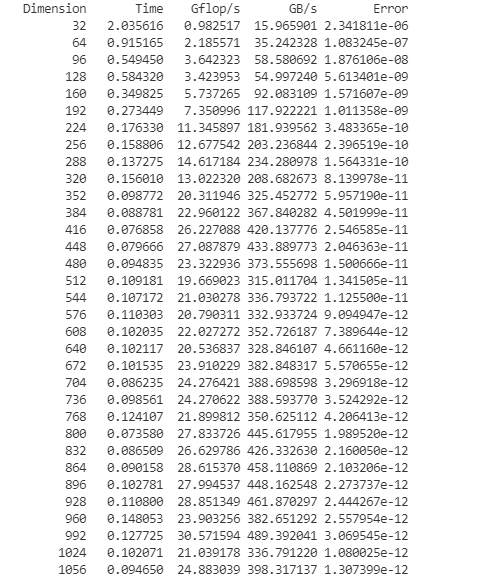 Dimension Time Gflop/s GB/s Error
32 2.035616 0.982517 15.965901 2.341811e-06
64 0.915165 2.185571 35.242328 1.083245e-07
96 0.549450 3.642323 58.580692 1.876106e-08
128 0.584320 3.423953 54.997240 5.613401e-09
160 0.349825 5.737265 92.083109 1.571607e-09
192 0.273449 7.350996 117.922221 1.011358e-09
224 0.176330 11.345897 181.939562 3.483365e-10
256 0.158806 12.677542 203.236844 2.396519e-10
288 0.137275 14.617184 234.280978 1.564331e-10
320 0.156010 13.022320 208.682673 8.139978e-11
352 0.098772 20.311946 325.452772 5.957190e-11
384 0.088781 22.960122 367.840282 4.501999e-11
416 0.076858 26.227088 420.137776 2.546585e-11
448 0.079666 27.087879 433.889773 2.046363e-11
480 0.094835 23.322936 373.555698 1.500666e-11
512 0.109181 19.669023 315.011704 1.341505e-11
544 0.107172 21.030278 336.793722 1.125500e-11
576 0.110303 20.790311 332.933724 9.094947e-12
608 0.102035 22.027272 352.726187 7.389644e-12
640 0.102117 20.536837 328.846107 4.661160e-12
672 0.101535 23.910229 382.848317 5.570655e-12
704 0.086235 24.276421 388.698598 3.296918e-12
736 0.098561 24.270622 388.593770 3.524292e-12
768 0.124107 21.899812 350.625112 4.206413e-12
800 0.073580 27.833726 445.617955 1.989520e-12
832 0.086509 26.629786 426.332630 2.160050e-12
864 0.090158 28.615370 458.110869 2.103206e-12
896 0.102781 27.994537 448.162548 2.273737e-12
928 0.110800 28.851349 461.870297 2.444267e-12
960 0.148053 23.903256 382.651292 2.557954e-12
992 0.127725 30.571594 489.392041 3.069545e-12
1024 0.102071 21.039178 336.791220 1.080025e-12
1056 0.094650 24.883039 398.317137 1.307399e-12